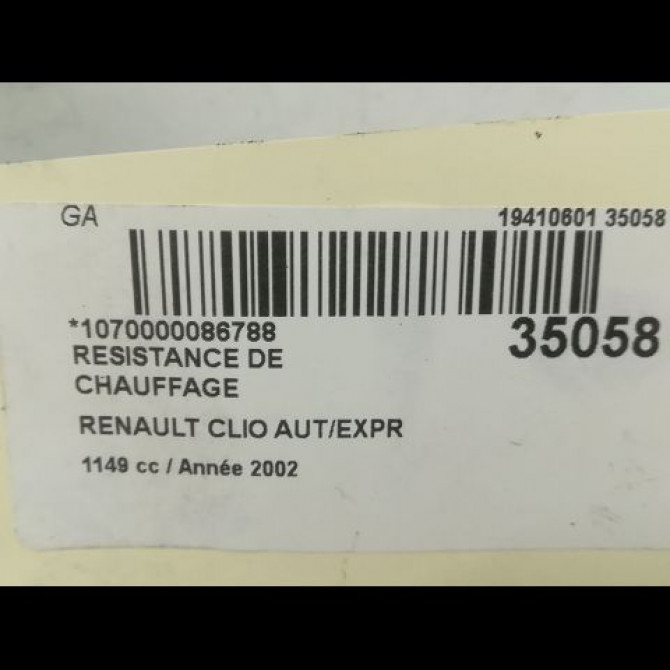 GA 19410601 35058
*1070000086788 35058
RESISTANCE DE
CHAUFFAGE
RENAULT CLIO AUT/EXPR
1149 cc / Année 2002